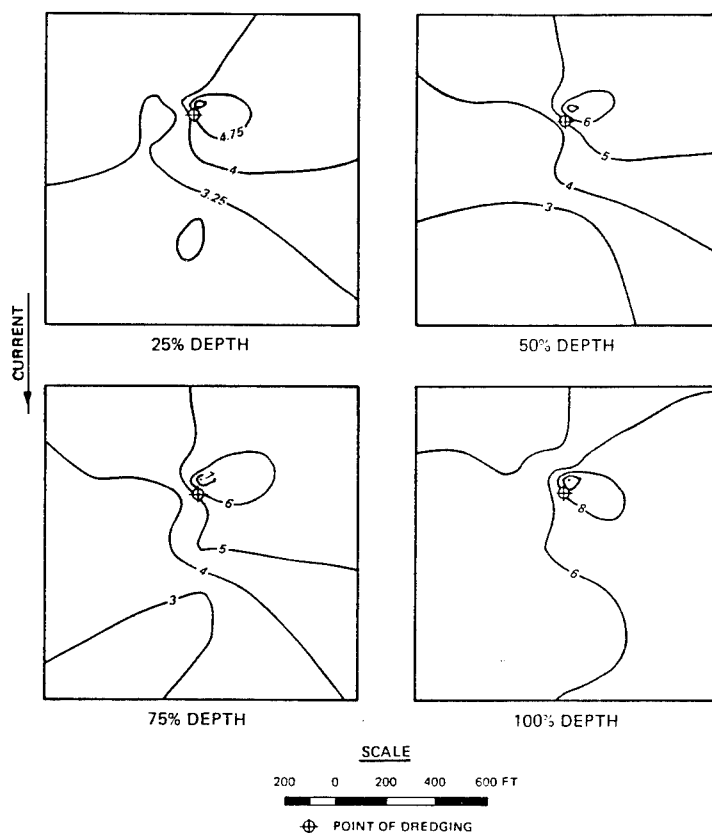 4.75
4
3.25
25% DEPTH
6
5
4
3
50% DEPTH
CURRENT
7
6
5
4
3
75% DEPTH
8
6
100% DEPTH
SCALE
200 0 200 400 600 FT
POINT OF DREDGING